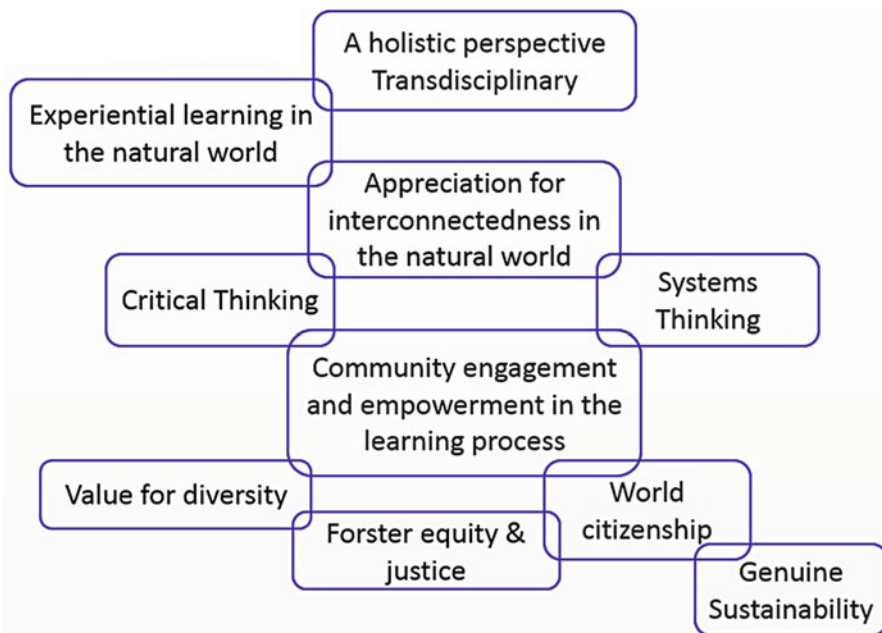 A holistic perspective
Transdisciplinary
Experiential learning in
the natural world
Appreciation for
interconnectedness in
the natural world
Critical Thinking
Systems
Thinking
Community engagement
and empowerment in the
learning process
Value for diversity
World
citizenship
Forster equity &
justice
Genuine
Sustainability